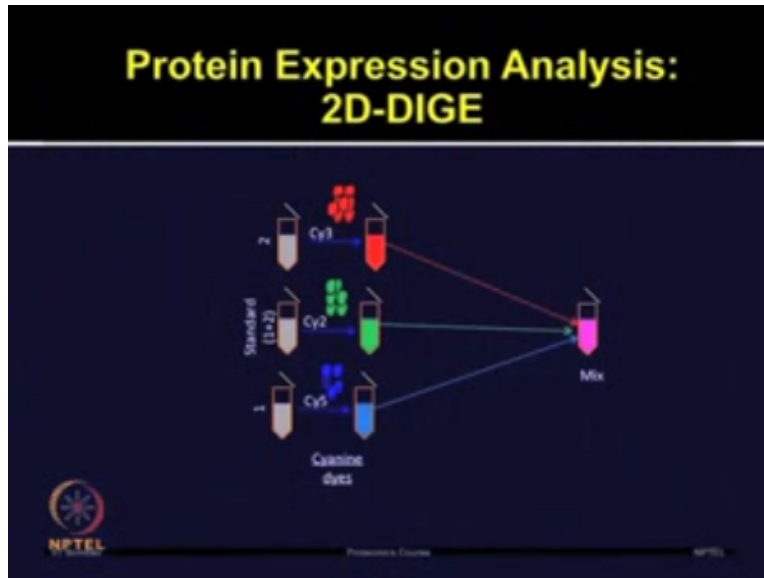 Protein Expression Analysis:
2D-DIGE
2
Cy3
Standard
(1+2)
Cy2
1
Cy5
Cyanine
dyes
Mix
NPTEL
Proteomics Course
NPTEL